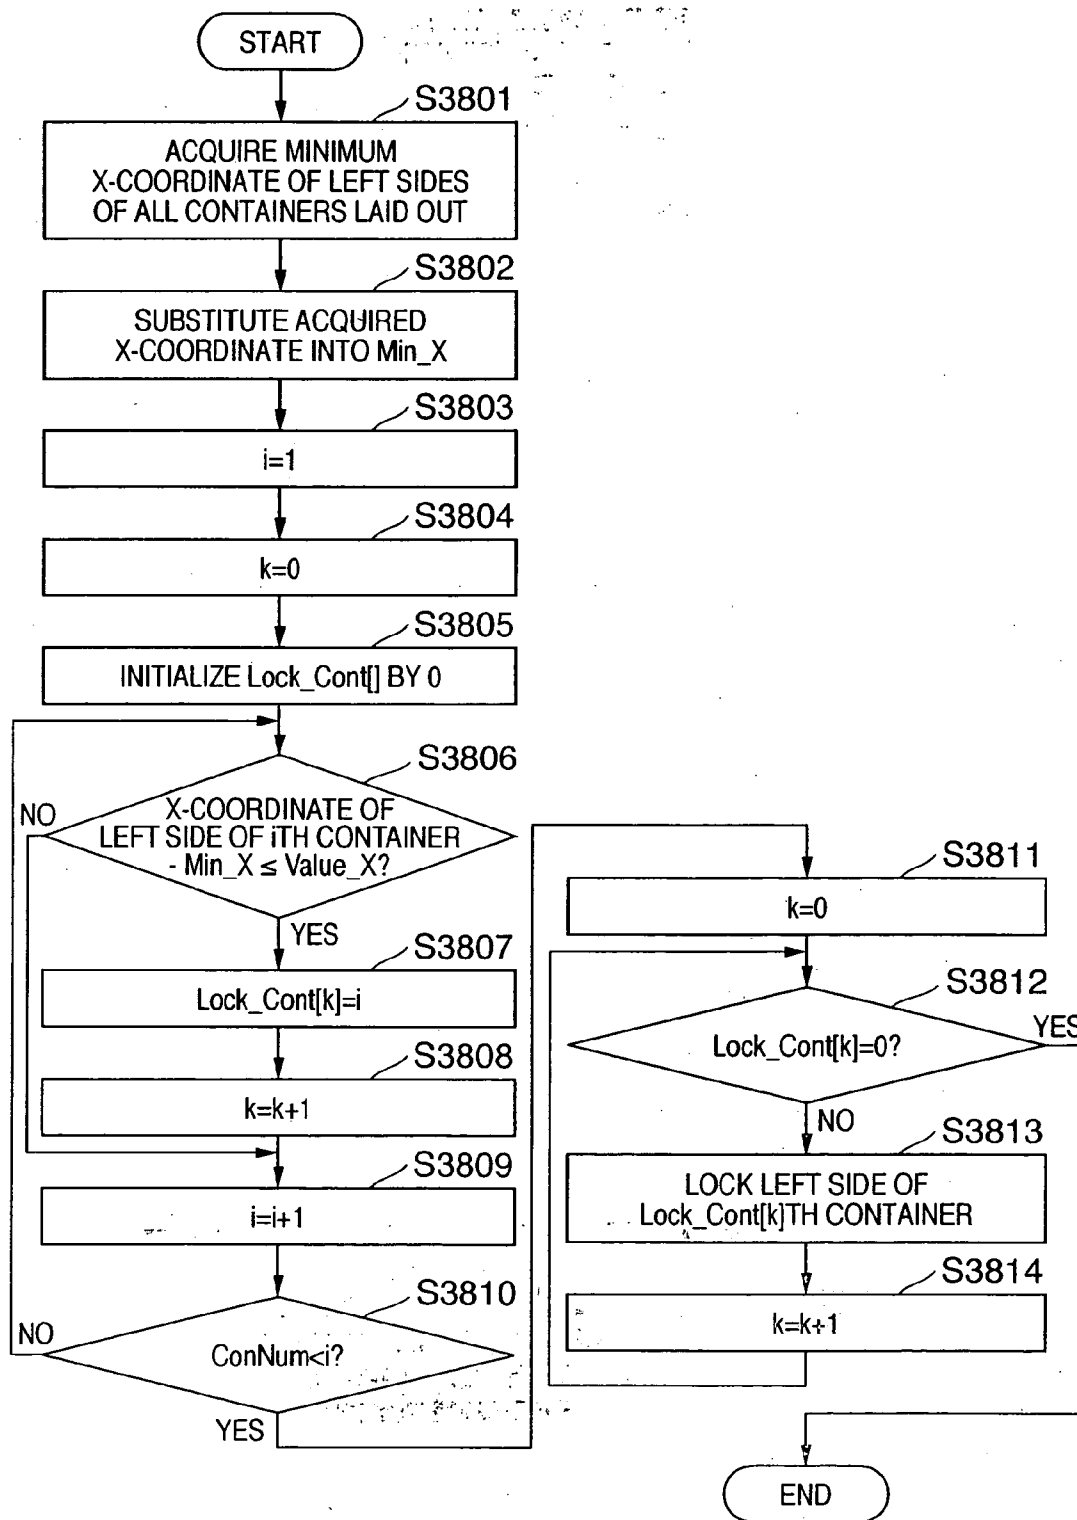 START
S3801
ACQUIRE MINIMUM
X-COORDINATE OF LEFT SIDES
OF ALL CONTAINERS LAID OUT
S3802
SUBSTITUTE ACQUIRED
X-COORDINATE INTO Min_X
S3803
i=1
S3804
k=0
S3805
INITIALIZE Lock_Cont[] BY 0
S3806
NO
X-COORDINATE OF
LEFT SIDE OF iTH CONTAINER
- Min_X ≤ Value_X?
YES
S3807
Lock_Cont[k]=i
S3808
k=k+1
S3809
i=i+1
S3810
NO
ConNum<i?
YES
S3811
k=0
S3812
YES
Lock_Cont[k]=0?
NO
S3813
LOCK LEFT SIDE OF
Lock_Cont[k]TH CONTAINER
S3814
k=k+1
END